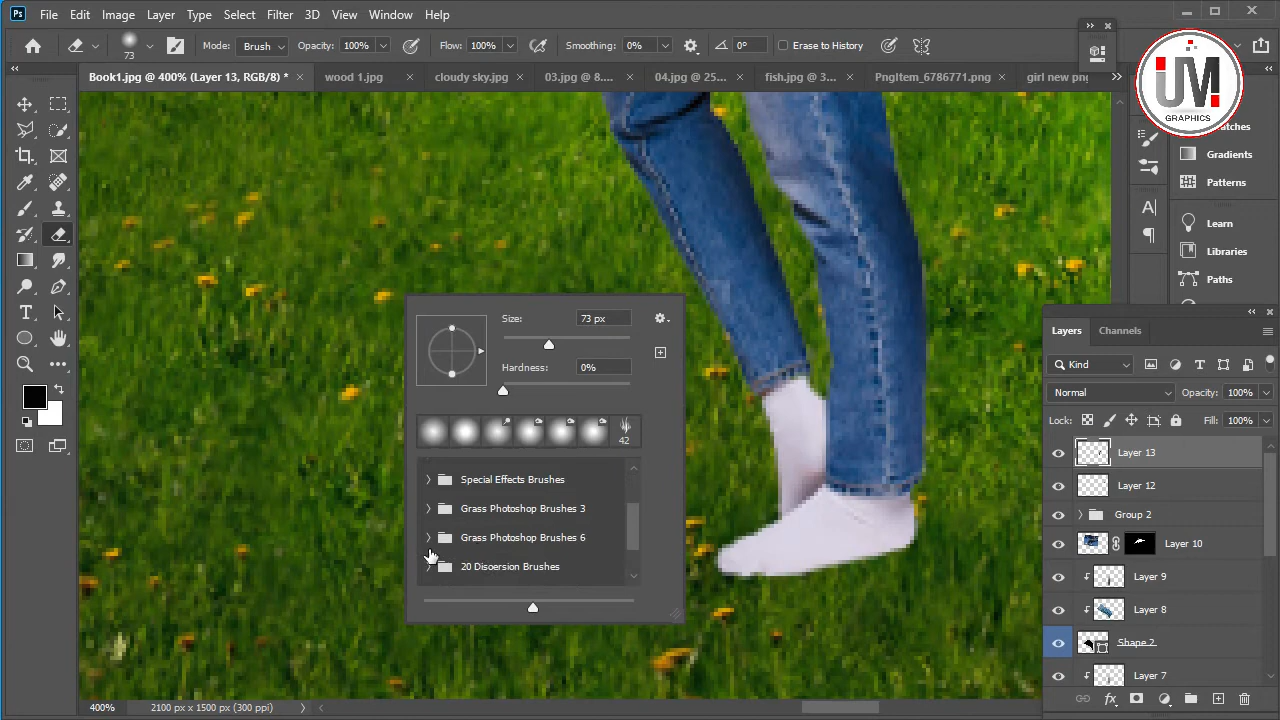 Ps File Edit Image Layer Type Select Filter 3D View Window Help
73 Mode: Brush Opacity: 100% Flow: 100% Smoothing: 0% 0° Erase to History
Book1.jpg @ 400% (Layer 13, RGB/8) * × wood 1.jpg × cloudy sky.jpg × 03.jpg @ 8.... × 04.jpg @ 25... × fish.jpg @ 3... × PngItem_6786771.png × girl new png
UM
GRAPHICS
Gradients
Patterns
Learn
Libraries
Paths
Size: 73 px
Hardness: 0%
42
Special Effects Brushes
Grass Photoshop Brushes 3
Grass Photoshop Brushes 6
20 Disoersion Brushes
Layers Channels
Kind
Normal Opacity: 100%
Lock: Fill: 100%
Layer 13
Layer 12
Group 2
Layer 10
Layer 9
Layer 8
Shape 2
Layer 7
fx
400% 2100 px x 1500 px (300 ppi)